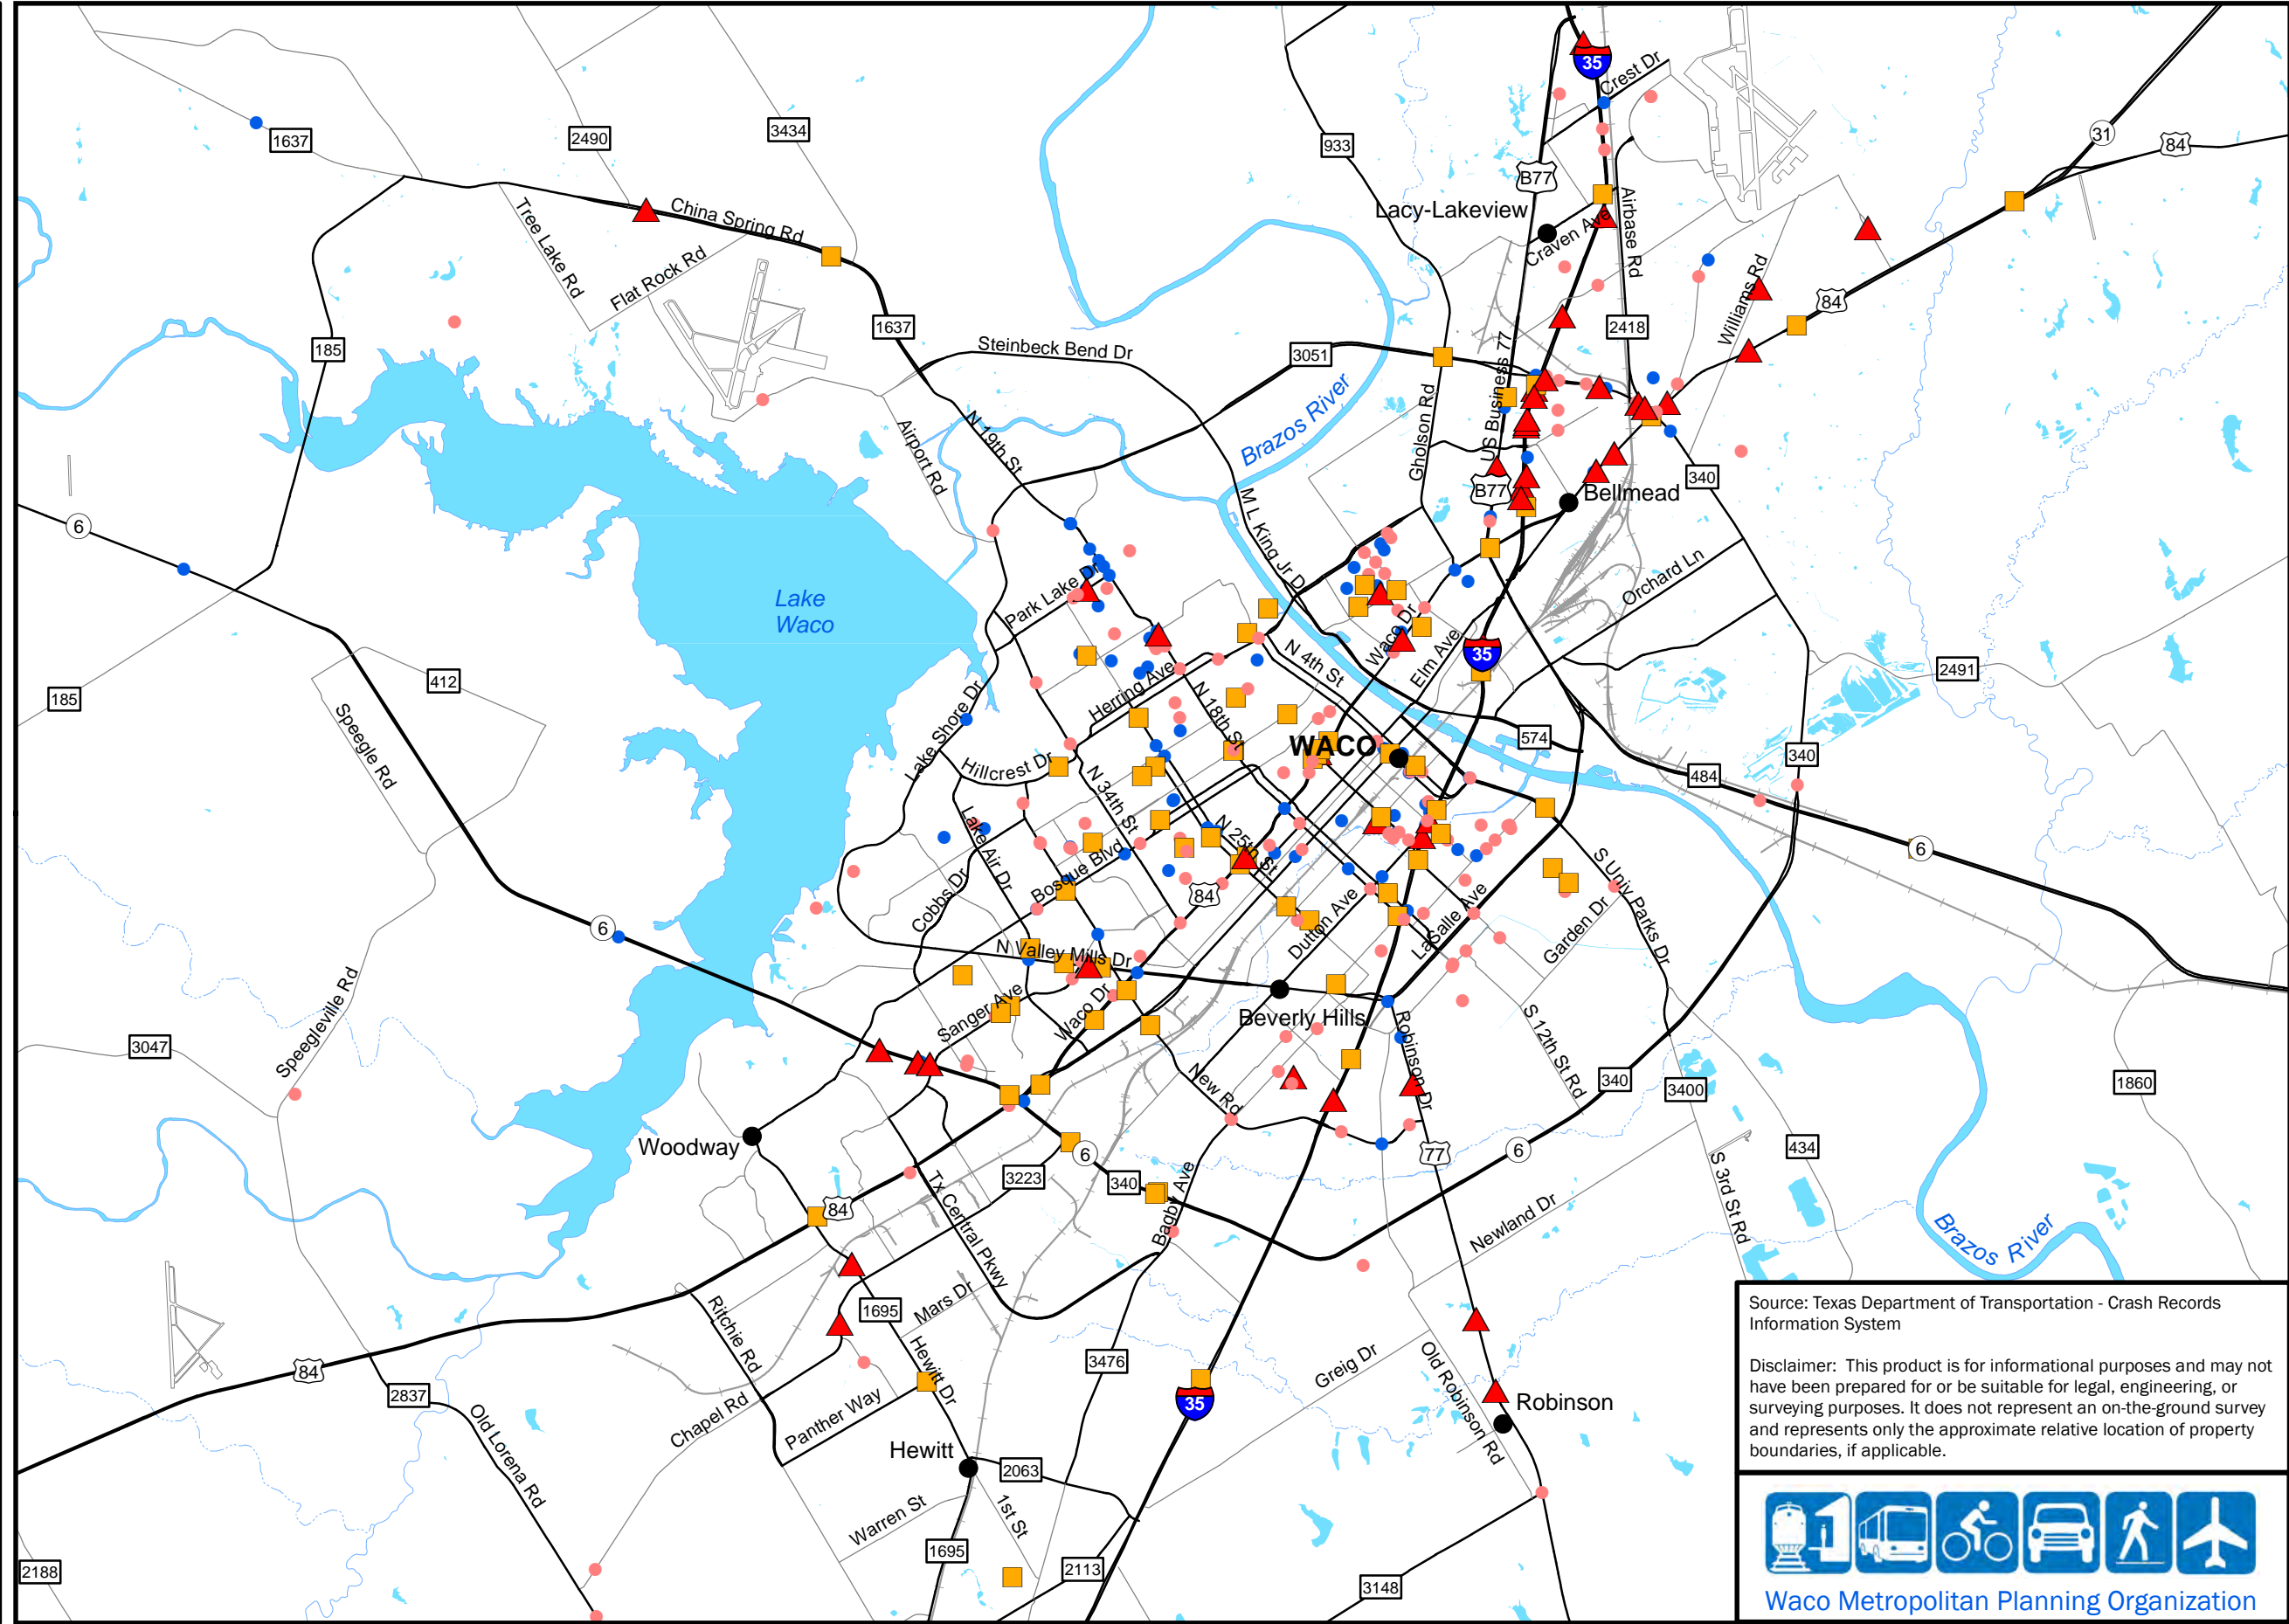 35
Crest Dr
31
84
1637
2490
3434
933
B77
Lacy-Lakeview
Craven Ave
Airbase Rd
China Spring Rd
Tree Lake Rd
Flat Rock Rd
Williams Rd
84
185
1637
2418
Steinbeck Bend Dr
3051
US Business 77
Brazos River
Gholson Rd
N 19th St
Airport Rd
340
B77
Bellmead
6
M L King Jr D
Orchard Ln
Park Lake Dr
Lake
Waco
Waco Dr
Elm Ave
35
N 4th St
2491
412
185
Herring Ave
N 18th St
Lake Shore Dr
Speegle Rd
574
WACO
340
484
Hillcrest Dr
N 34th St
Lake Air Dr
N 25th St
6
Bosque Blvd
Cobbs Dr
84
S Univ Parks Dr
Dutton Ave
LaSalle Ave
Garden Dr
6
N Valley Mills Dr
Sanger Ave
Waco Dr
Beverly Hills
Robinson Dr
S 12th St Rd
Speegleville Rd
3047
New Rd
340
3400
1860
Woodway
77
6
434
6
3223
340
Bagby Ave
S 3rd St Rd
Tx Central Pkwy
84
Newland Dr
Brazos River
Mars Dr
1695
Ritchie Rd
Hewitt Dr
84
3476
Greig Dr
Old Robinson Rd
2837
35
Robinson
Old Lorena Rd
Chapel Rd
Panther Way
Hewitt
2063
Warren St
1st St
1695
2113
3148
2188
Source: Texas Department of Transportation - Crash Records
Information System
Disclaimer: This product is for informational purposes and may not
have been prepared for or be suitable for legal, engineering, or
surveying purposes. It does not represent an on-the-ground survey
and represents only the approximate relative location of property
boundaries, if applicable.
Waco Metropolitan Planning Organization